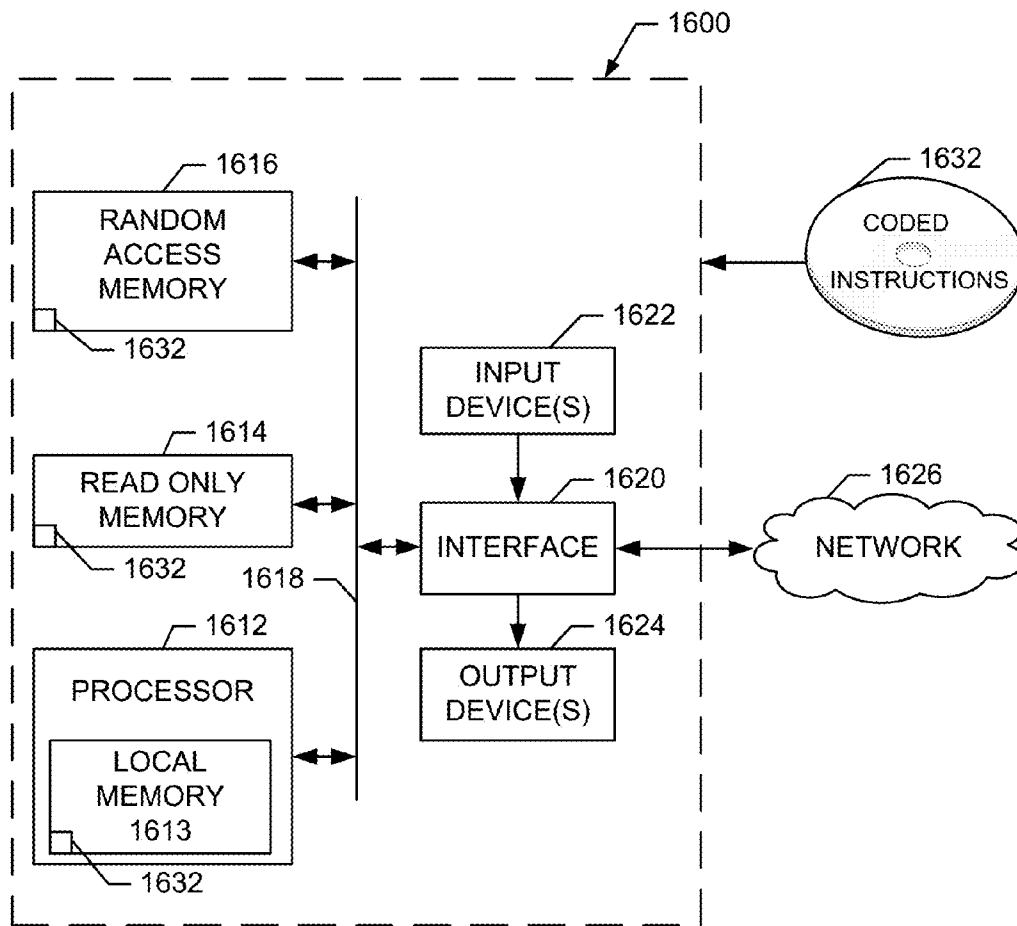 1600
1616
RANDOM
ACCESS
MEMORY
1632
1632
CODED
INSTRUCTIONS
1622
INPUT
DEVICE(S)
1614
READ ONLY
MEMORY
1632
1620
INTERFACE
1626
NETWORK
1618
1612
PROCESSOR
LOCAL
MEMORY
1613
1632
1624
OUTPUT
DEVICE(S)